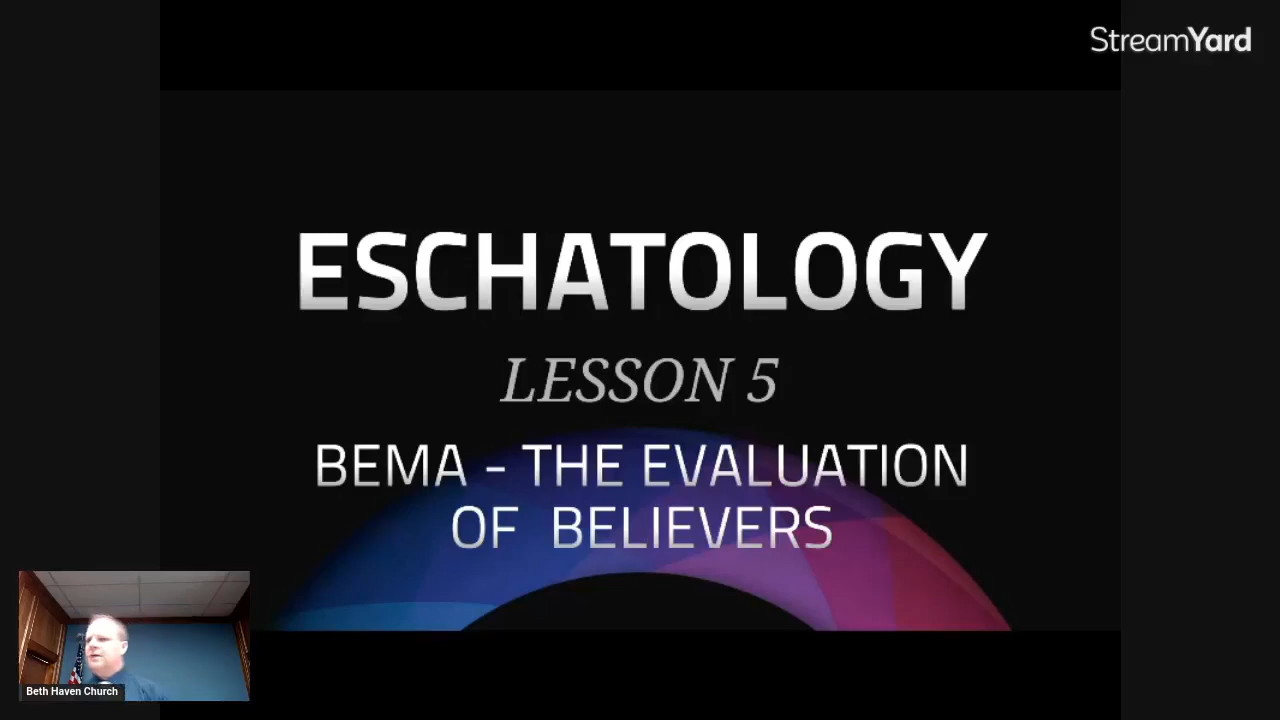 StreamYard
ESCHATOLOGY
LESSON 5
BEMA - THE EVALUATION
OF BELIEVERS
Beth Haven Church